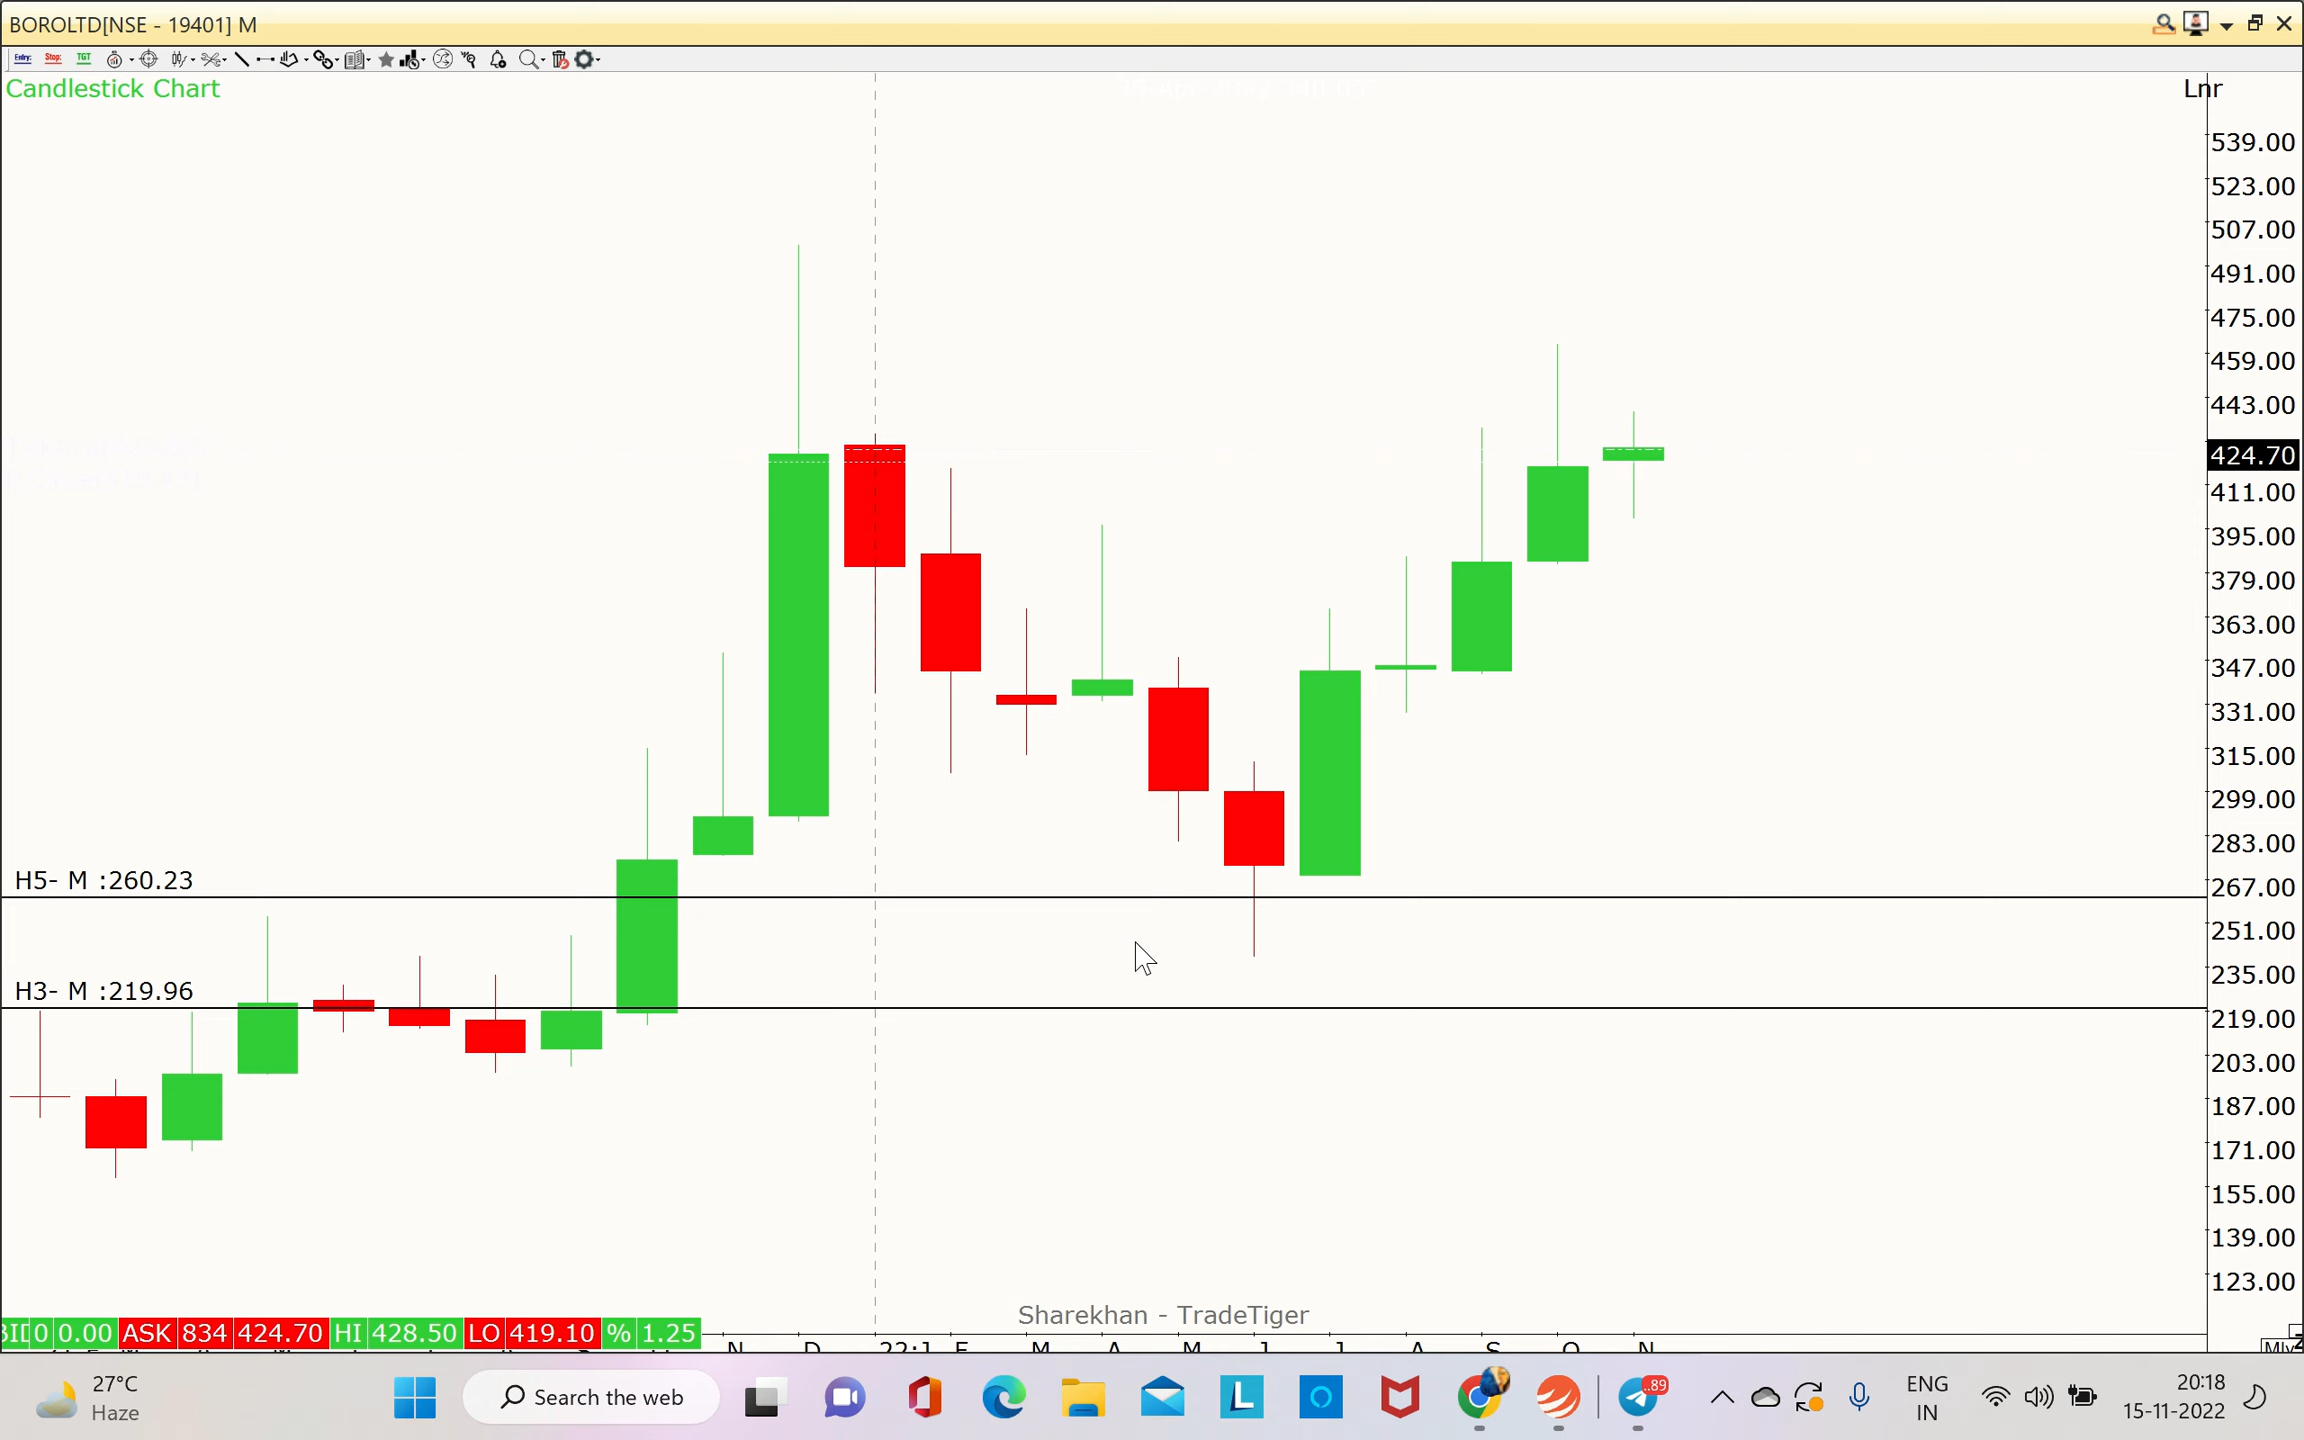 BOROLTD[NSE - 19401] M
Entry: Stop: TGT
Candlestick Chart
Lnr
539.00
523.00
507.00
491.00
475.00
459.00
443.00
424.70
411.00
395.00
379.00
363.00
347.00
331.00
315.00
299.00
283.00
H5- M :260.23
267.00
251.00
235.00
H3- M :219.96
219.00
203.00
187.00
171.00
155.00
139.00
123.00
Sharekhan - TradeTiger
0 0.00 ASK 834 424.70 HI 428.50 LO 419.10 % 1.25
N D 22:J F M A M J J A S O N
27°C
Haze
Search the web
89
ENG
IN
20:18
15-11-2022